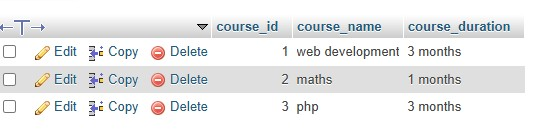 course_id course_name course_duration
Edit Copy Delete 1 web development 3 months
Edit Copy Delete 2 maths 1 months
Edit Copy Delete 3 php 3 months